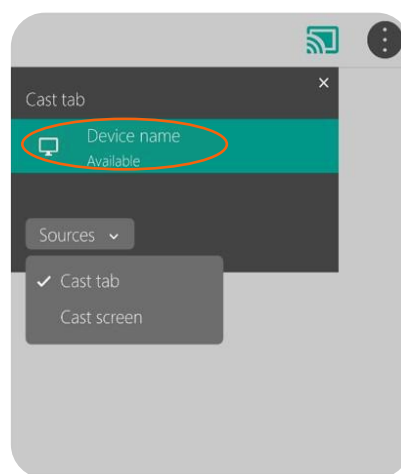 Cast tab
Device name
Available
Sources
Cast tab
Cast screen